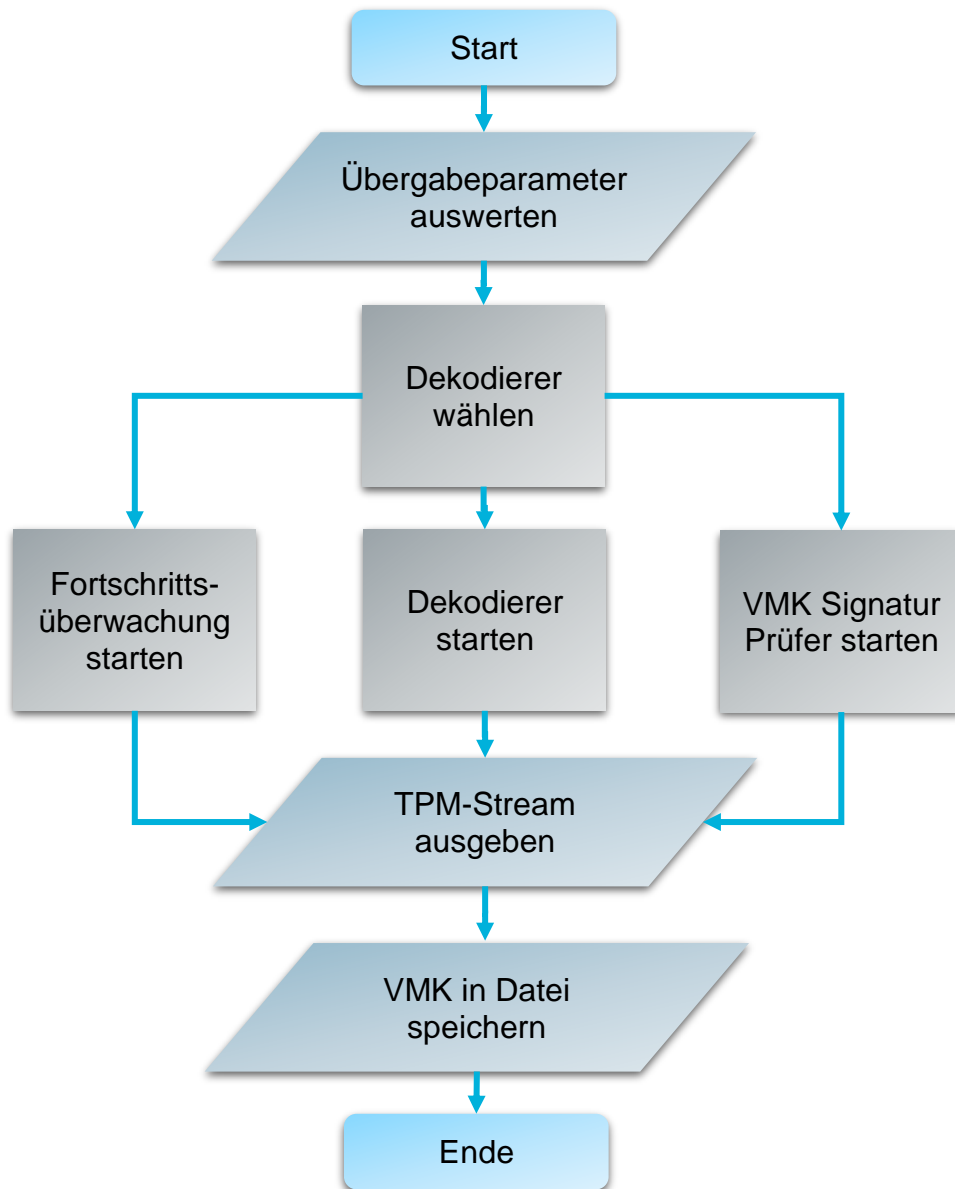 Start
Übergabeparameter
auswerten
Dekodierer
wählen
Fortschritts-
überwachung
starten
Dekodierer
starten
VMK Signatur
Prüfer starten
TPM-Stream
ausgeben
VMK in Datei
speichern
Ende